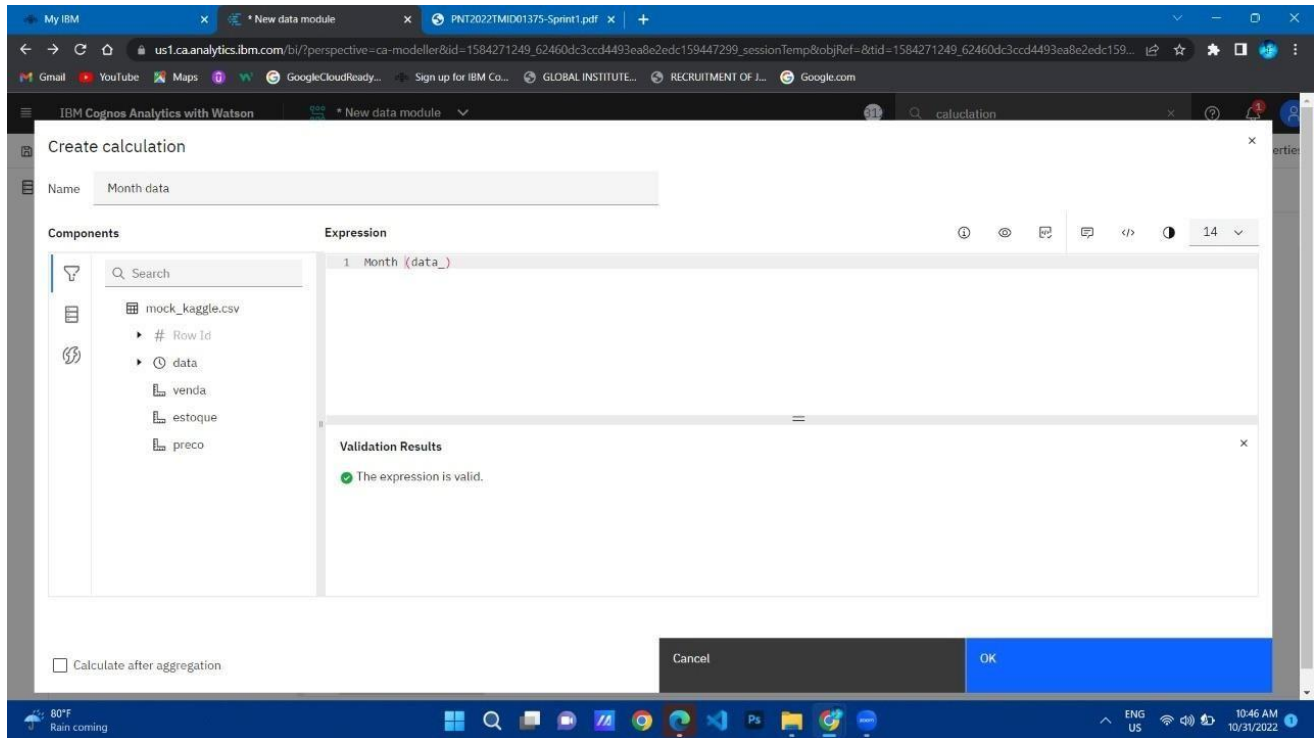 My IBM
* New data module
PNT2022TMID01375-Sprint1.pdf
us1.ca.analytics.ibm.com/bi/?perspective=ca-modeller&id=1584271249_62460dc3ccd4493ea8e2edc159447299_sessionTemp&objRef=&tid=1584271249_62460dc3ccd4493ea8e2edc159...
Gmail YouTube Maps GoogleCloudReady... Sign up for IBM Co... GLOBAL INSTITUTE... RECRUITMENT OF J... Google.com
IBM Cognos Analytics with Watson * New data module caluclation 1
Create calculation
erties
Name Month data
Components Expression 14
Search
1 Month (data_)
mock_kaggle.csv
# Row Id
data
venda
estoque
preco
Validation Results
The expression is valid.
Calculate after aggregation
Cancel OK
80°F
Rain coming
ENG
US
10:46 AM
10/31/2022
1